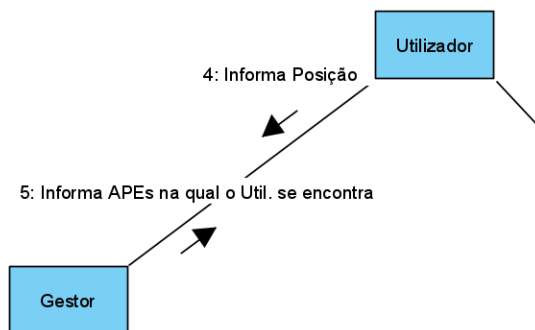 Utilizador
4: Informa Posição
5: Informa APEs na qual o Util. se encontra
Gestor